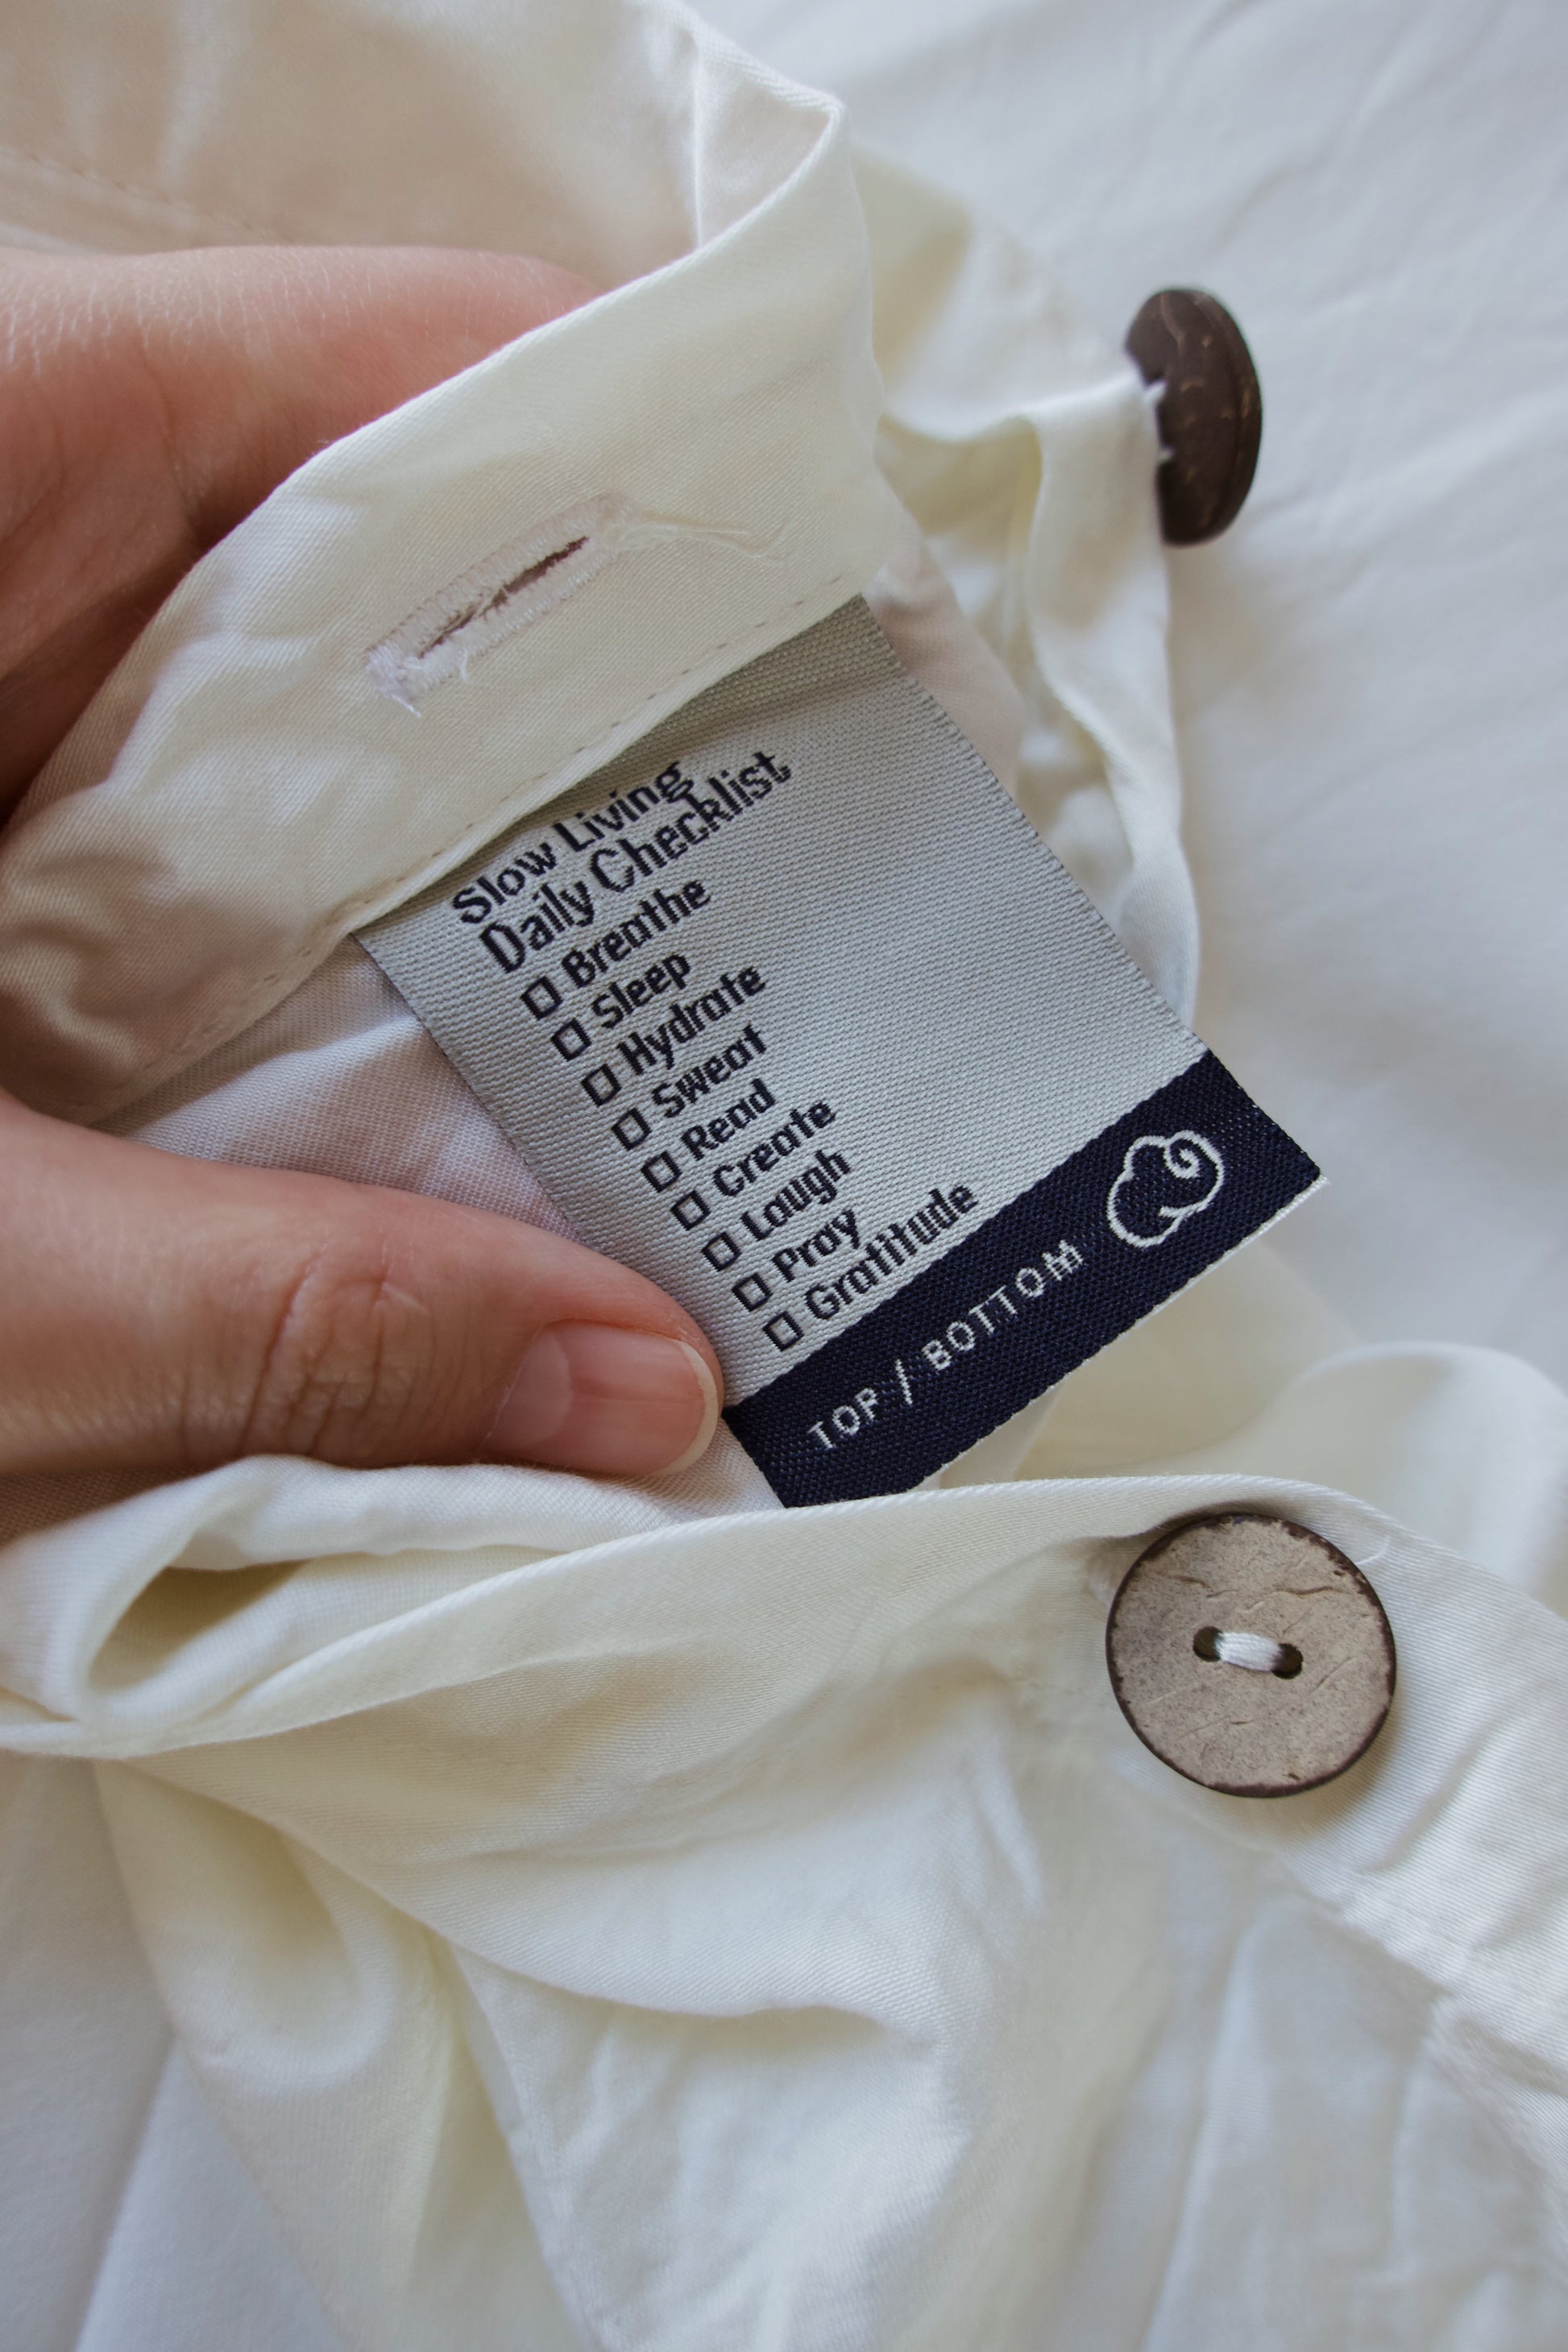 Slow Living
Daily Checklist
Breathe
Sleep
Hydrate
Sweat
Read
Create
Laugh
Pray
Gratitude
TOP / BOTTOM